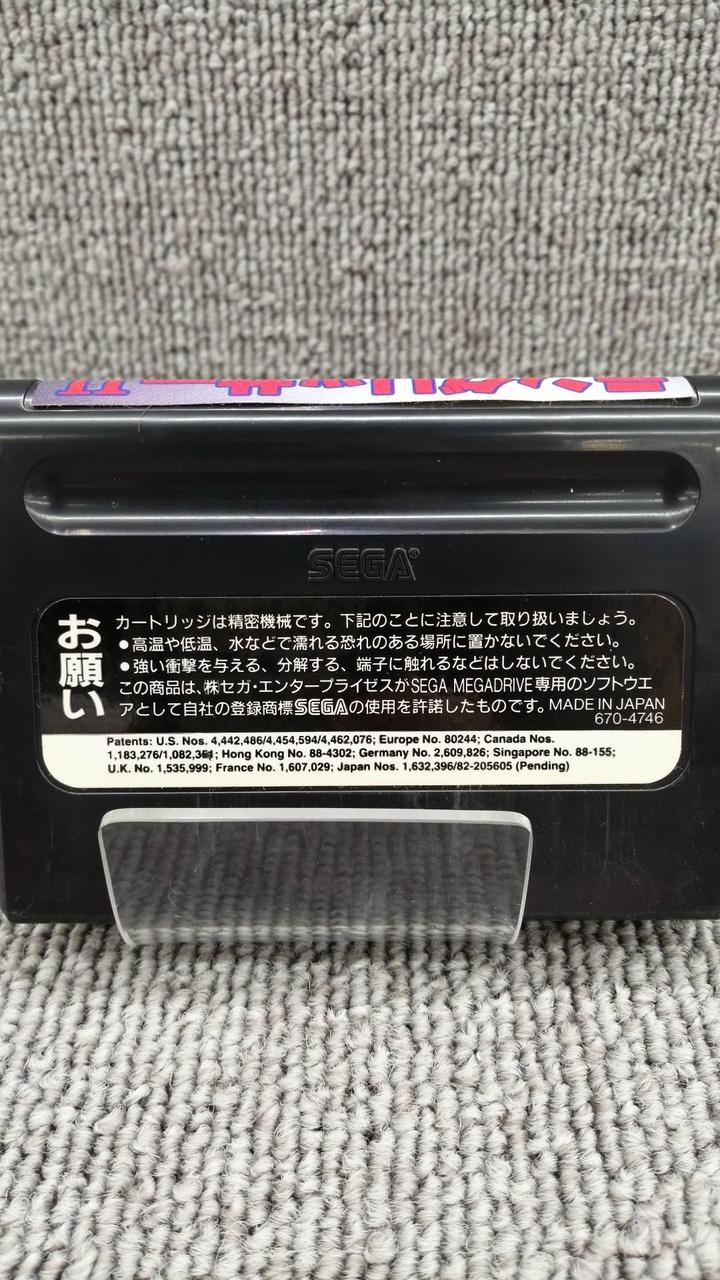 ラングリッサーII
SEGA®
お願い
カートリッジは精密機械です。下記のことに注意して取り扱いましょう。
●高温や低温、水などで濡れる恐れのある場所に置かないでください。
●強い衝撃を与える、分解する、端子に触れるなどはしないでください。
この商品は、㈱セガ・エンタープライゼスがSEGA MEGADRIVE専用のソフトウエ
アとして自社の登録商標SEGAの使用を許諾したものです。MADE IN JAPAN
670-4746
Patents: U.S. Nos. 4,442,486/4,454,594/4,462,076; Europe No. 80244; Canada Nos.
1,183,276/1,082,351; Hong Kong No. 88-4302; Germany No. 2,609,826; Singapore No. 88-155;
U.K. No. 1,535,999; France No. 1,607,029; Japan Nos. 1,632,396/82-205605 (Pending)